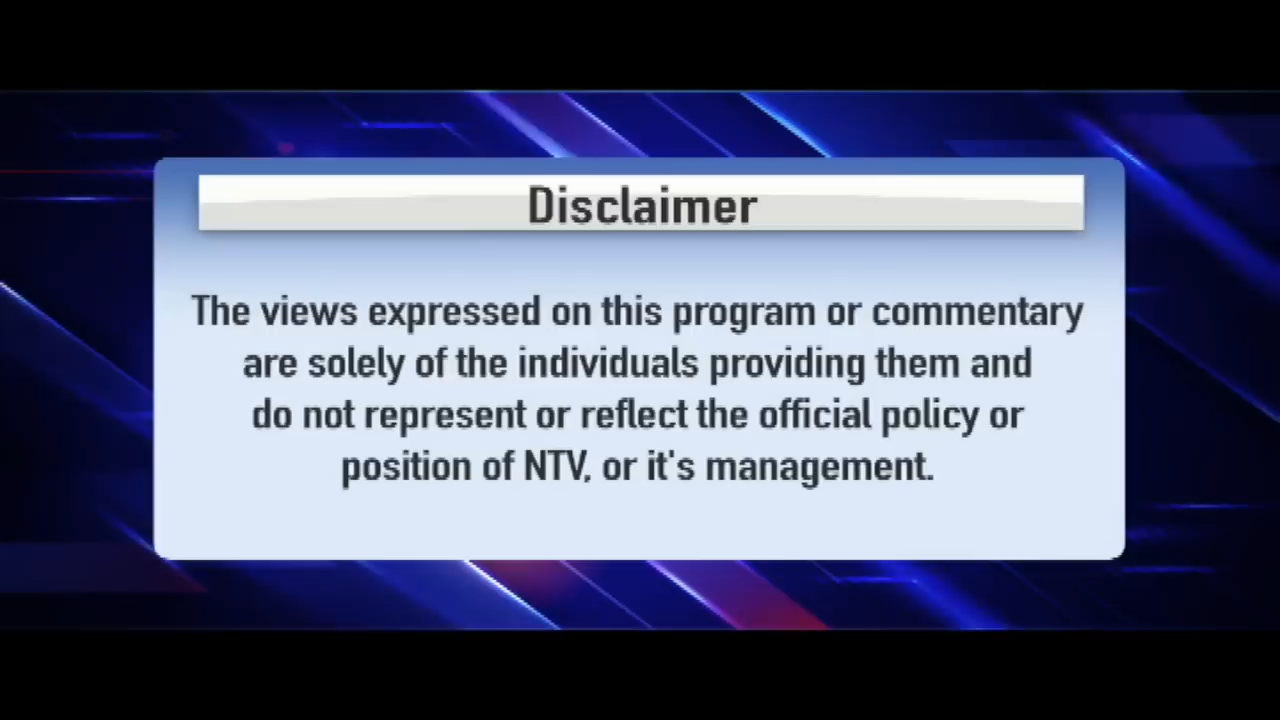 Disclaimer
The views expressed on this program or commentary
are solely of the individuals providing them and
do not represent or reflect the official policy or
position of NTV, or it's management.